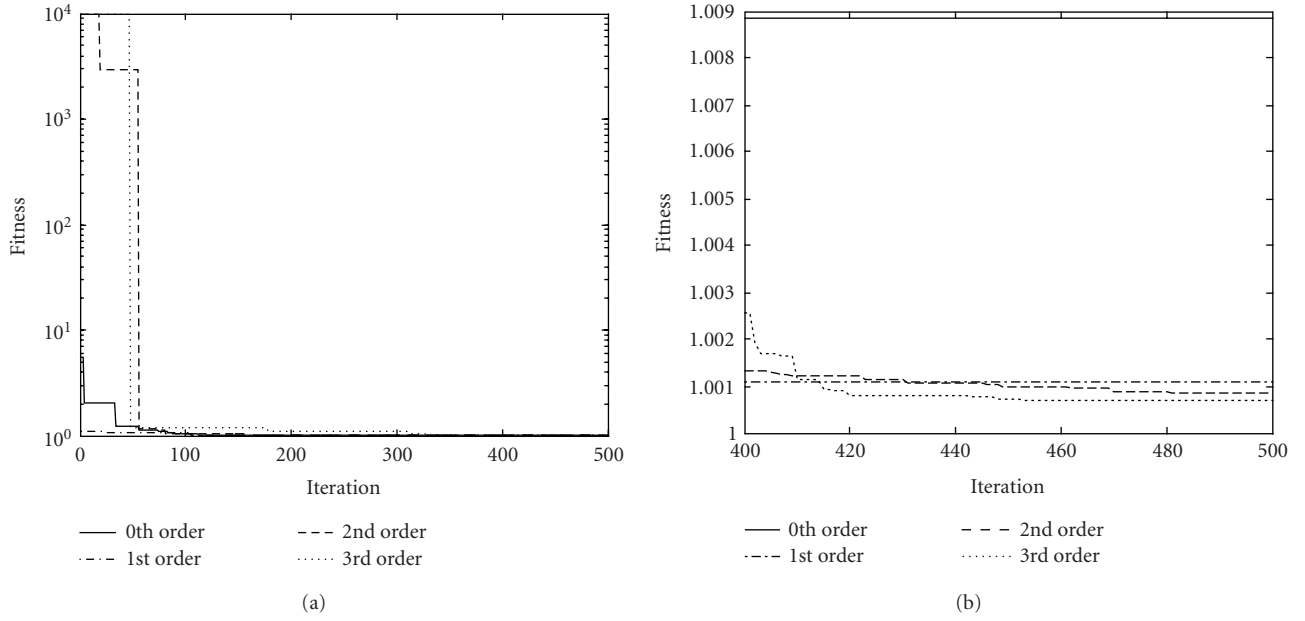 10^4
10^3
10^2
10^1
10^0
Fitness
0 100 200 300 400 500
Iteration
0th order 2nd order
1st order 3rd order
(a)
1.009
1.008
1.007
1.006
1.005
1.004
1.003
1.002
1.001
1
Fitness
400 420 440 460 480 500
Iteration
0th order 2nd order
1st order 3rd order
(b)